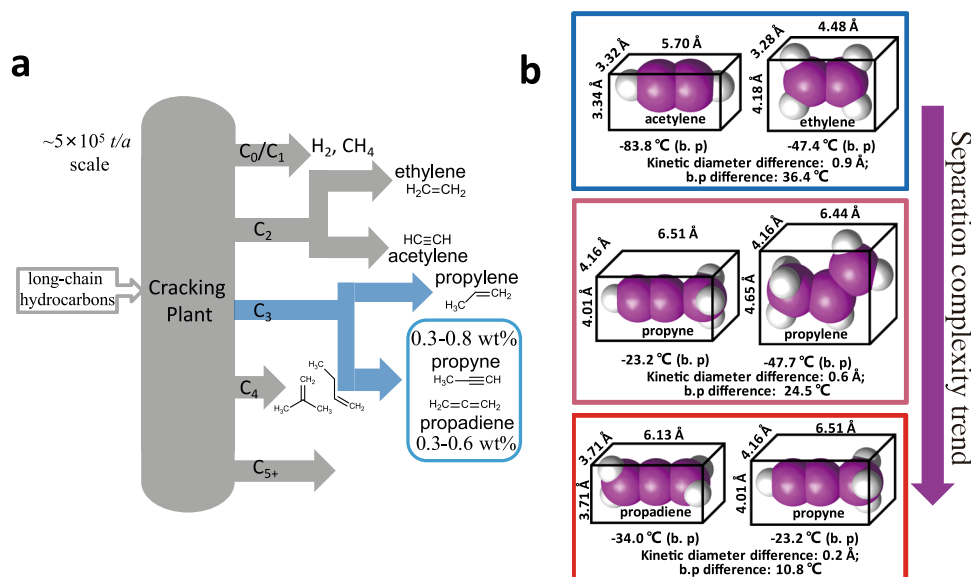 a
~5×10⁵ t/a
scale
long-chain
hydrocarbons
Cracking
Plant
C₀/C₁
H₂, CH₄
C₂
ethylene
H₂C=CH₂
HC≡CH
acetylene
C₃
propylene
H₃C CH₂
0.3-0.8 wt%
propyne
H₃C CH
H₂C CH₂
propadiene
0.3-0.6 wt%
C₄
CH₂
H₃C CH₃
CH₃
CH₂
C₅₊
b
3.32 Å
5.70 Å
3.34 Å
acetylene
-83.8 ℃ (b. p)
3.28 Å
4.48 Å
4.18 Å
ethylene
-47.4 ℃ (b. p)
Kinetic diameter difference: 0.9 Å;
b.p difference: 36.4 ℃
4.16 Å
6.51 Å
4.01 Å
propyne
-23.2 ℃ (b. p)
4.16 Å
6.44 Å
4.65 Å
propylene
-47.7 ℃ (b. p)
Kinetic diameter difference: 0.6 Å;
b.p difference: 24.5 ℃
3.71 Å
6.13 Å
3.71 Å
propadiene
-34.0 ℃ (b. p)
4.16 Å
6.51 Å
4.01 Å
propyne
-23.2 ℃ (b. p)
Kinetic diameter difference: 0.2 Å;
b.p difference: 10.8 ℃
Separation complexity trend